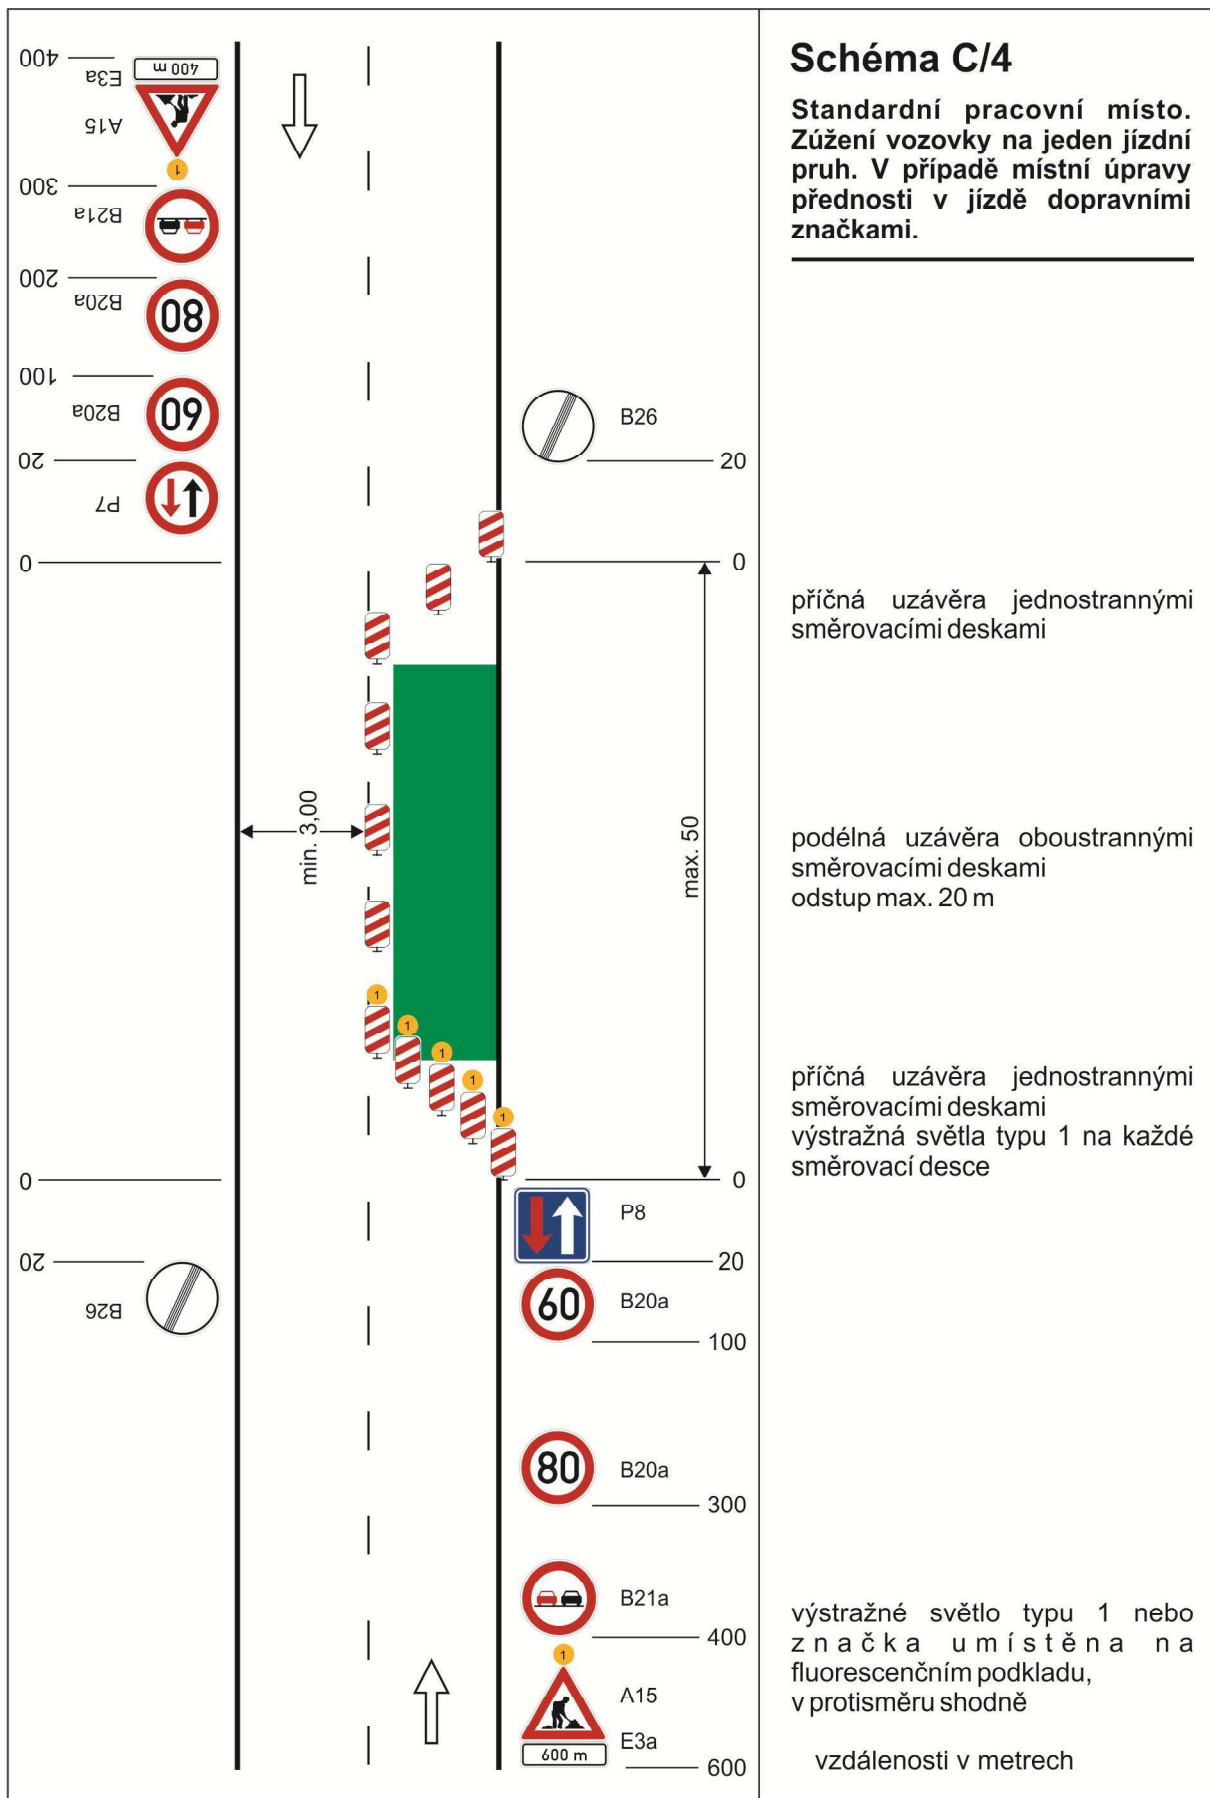 Schéma C/4
Standardní pracovní místo.
Zúžení vozovky na jeden jízdní
pruh. V případě místní úpravy
přednosti v jízdě dopravními
značkami.
400
E3a
400 m
A15
1
300
B21a
200
B20a
80
100
B20a
60
20
P7
0
B26
20
0
příčná uzávěra jednostrannými
směrovacími deskami
min. 3,00
max. 50
podélná uzávěra oboustrannými
směrovacími deskami
odstup max. 20 m
1
1
1
1
1
příčná uzávěra jednostrannými
směrovacími deskami
výstražná světla typu 1 na každé
směrovací desce
0
0
P8
20
B26
20
60
B20a
100
80
B20a
300
B21a
400
1
A15
E3a
600 m
600
výstražné světlo typu 1 nebo
značka umístěna na
fluorescenčním podkladu,
v protisměru shodně
vzdálenosti v metrech